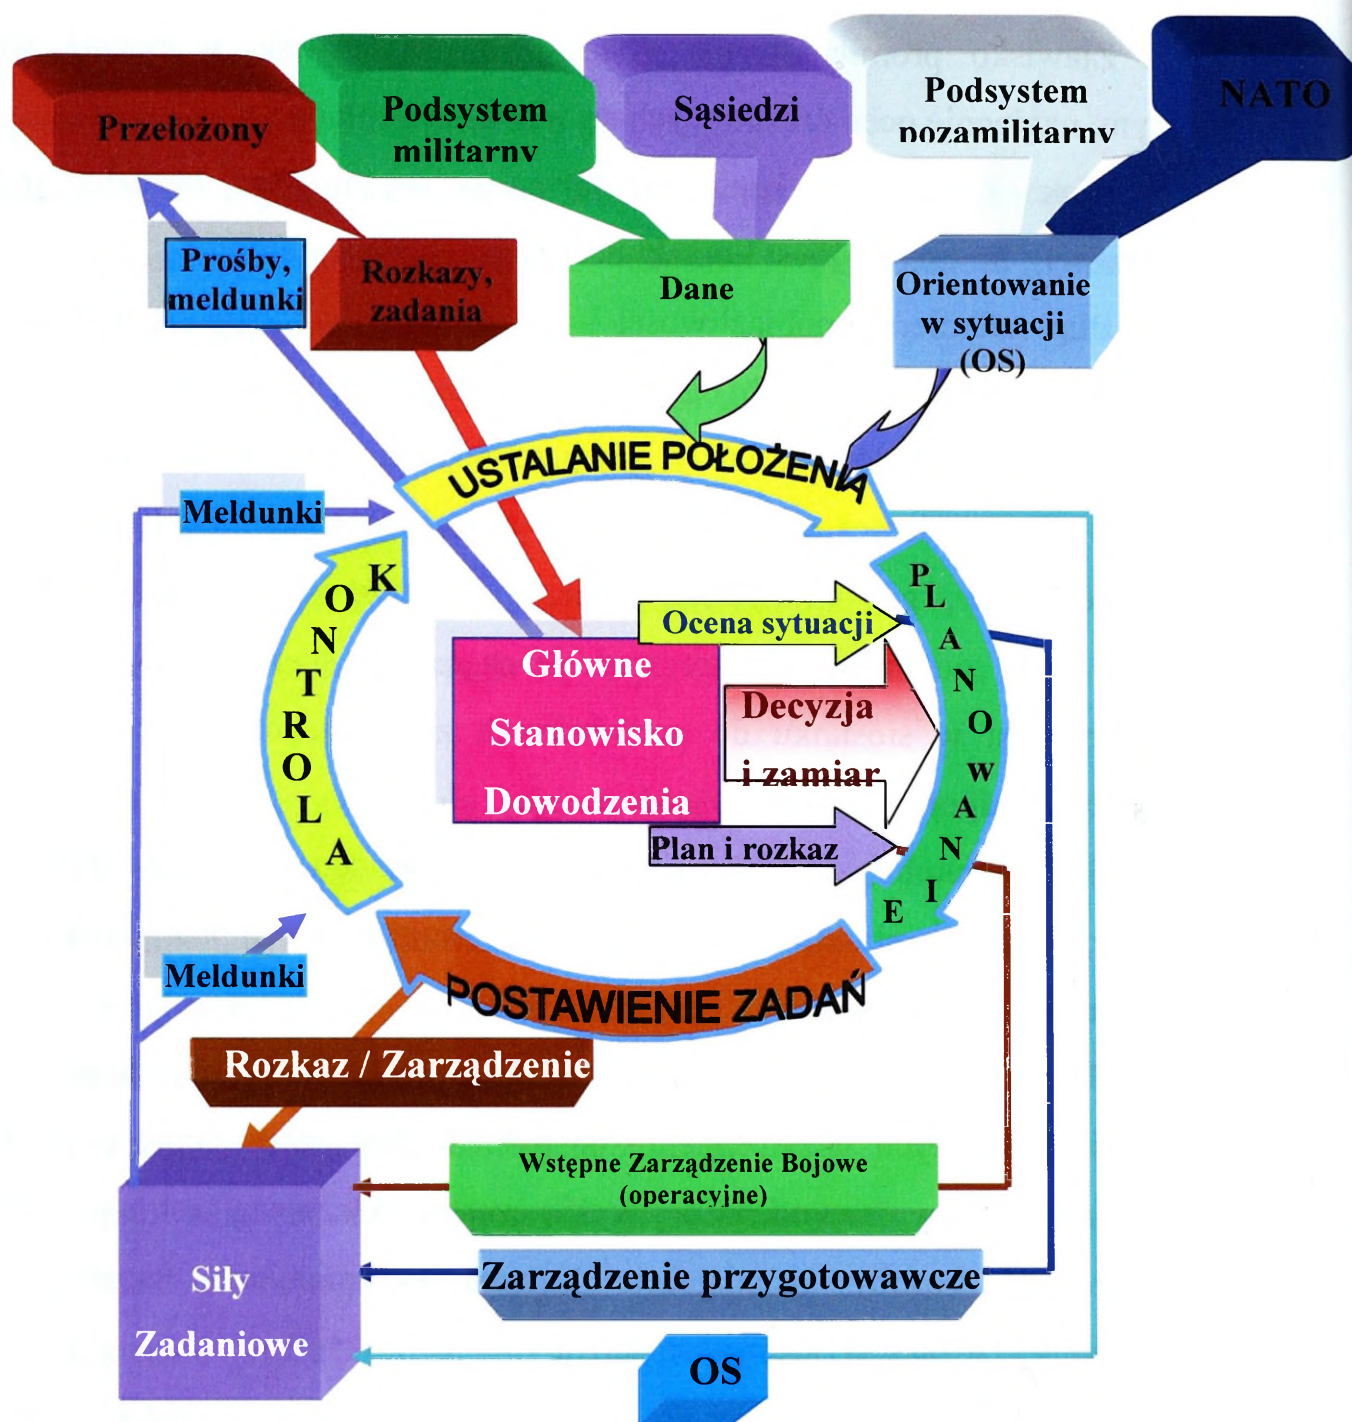 Przełożony
Podsystem
militarny
Sąsiedzi
Podsystem
pozamilitarny
NATO
Prośby,
meldunki
Rozkazy,
zadania
Dane
Orientowanie
w sytuacji
(OS)
USTALANIE POŁOŻENIA
Meldunki
KONTROLA
PLANOWANIE
Ocena sytuacji
Główne
Stanowisko
Dowodzenia
Decyzja
i zamiar
Plan i rozkaz
Meldunki
POSTAWIENIE ZADAŃ
Rozkaz / Zarządzenie
Wstępne Zarządzenie Bojowe
(operacyjne)
Siły
Zadaniowe
Zarządzenie przygotowawcze
OS